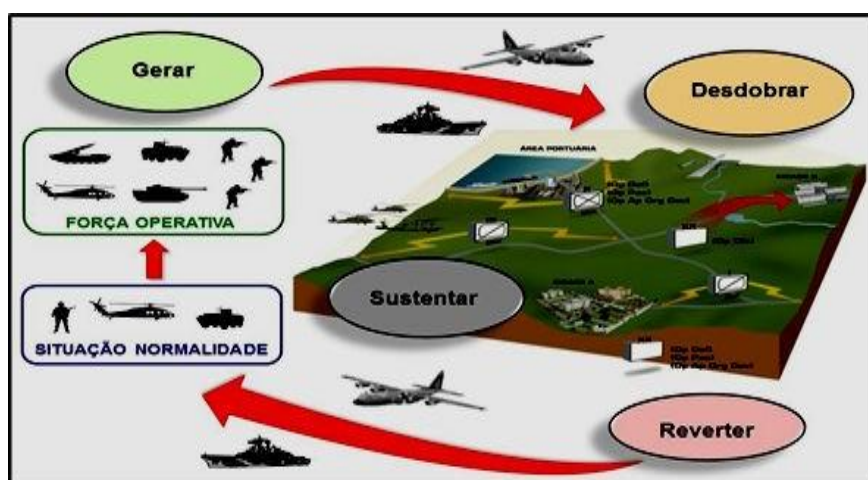 Gerar
Desdobrar
ÁREA PORTUÁRIA
FORÇA OPERATIVA
Sustentar
SITUAÇÃO NORMALIDADE
Reverter